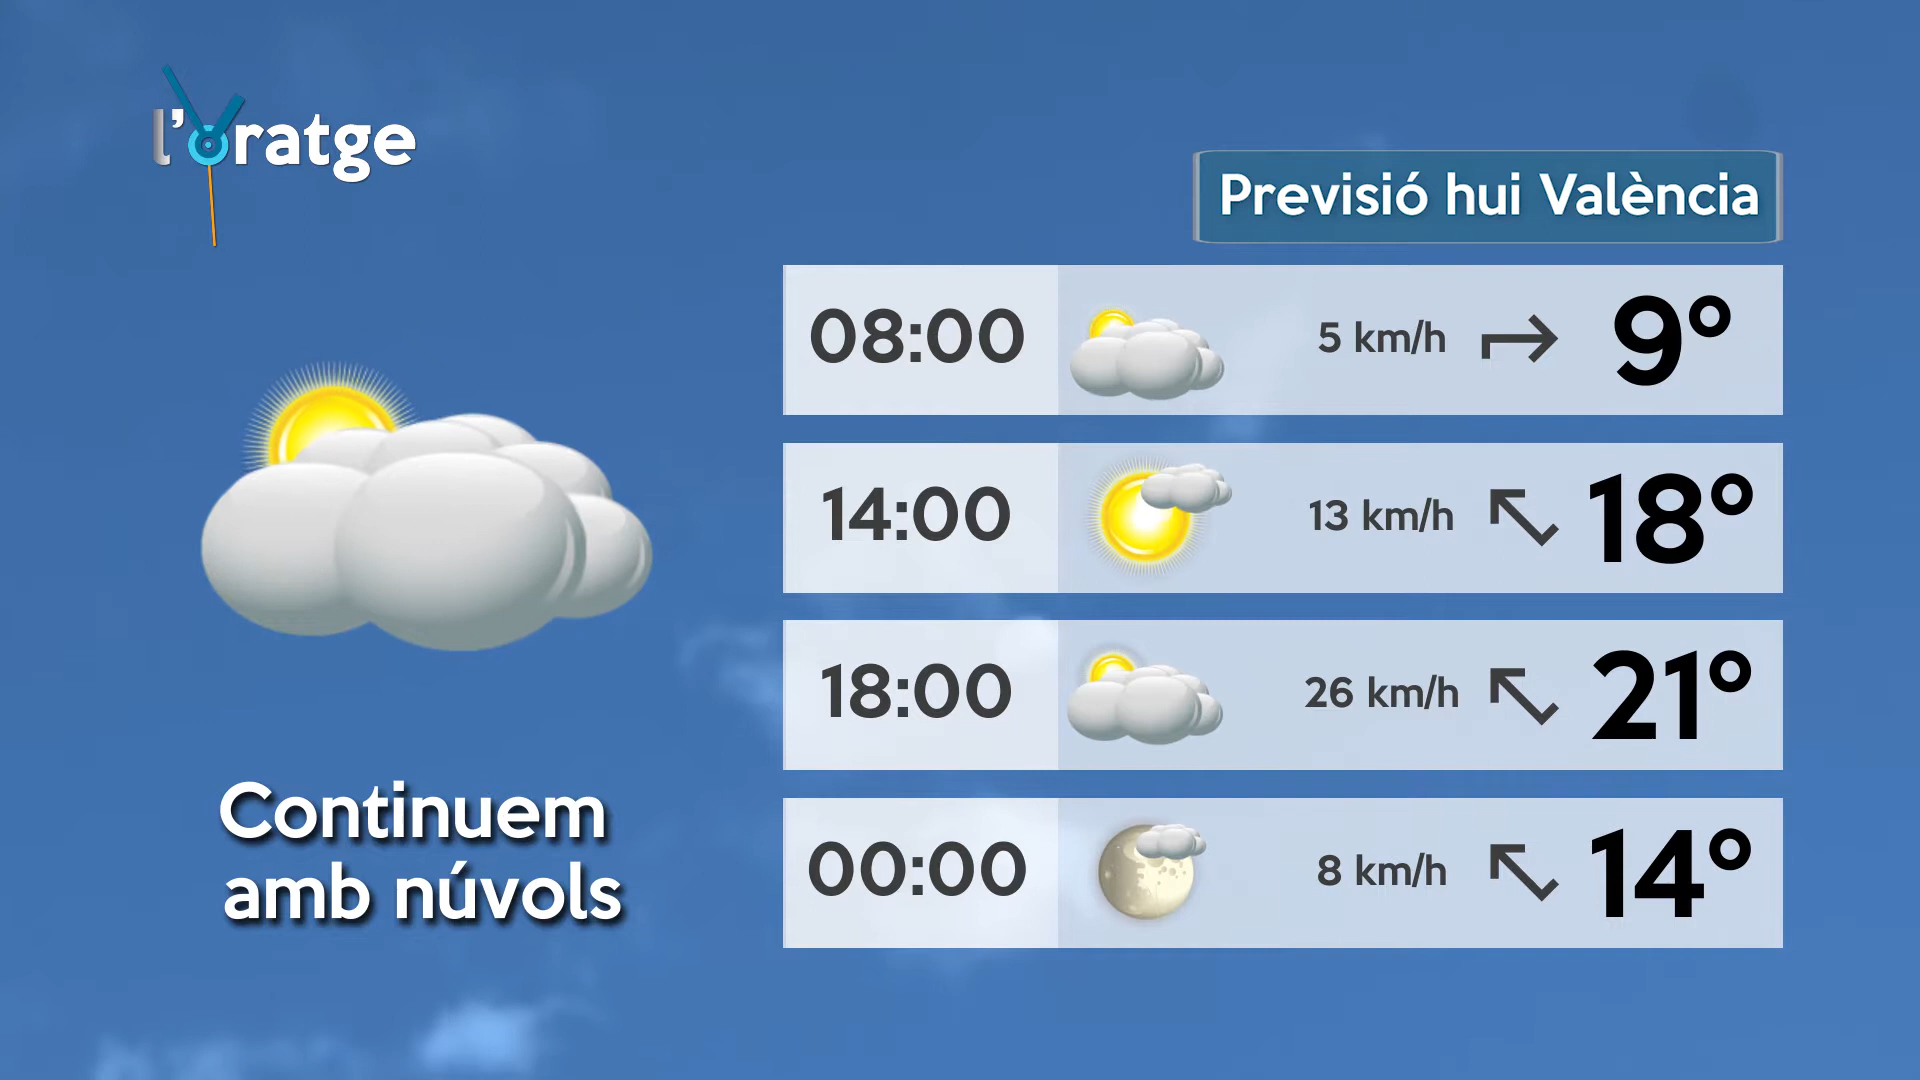 l'oratge
Previsió hui València
08:00 5 km/h 9°
14:00 13 km/h 18°
18:00 26 km/h 21°
00:00 8 km/h 14°
Continuem
amb núvols